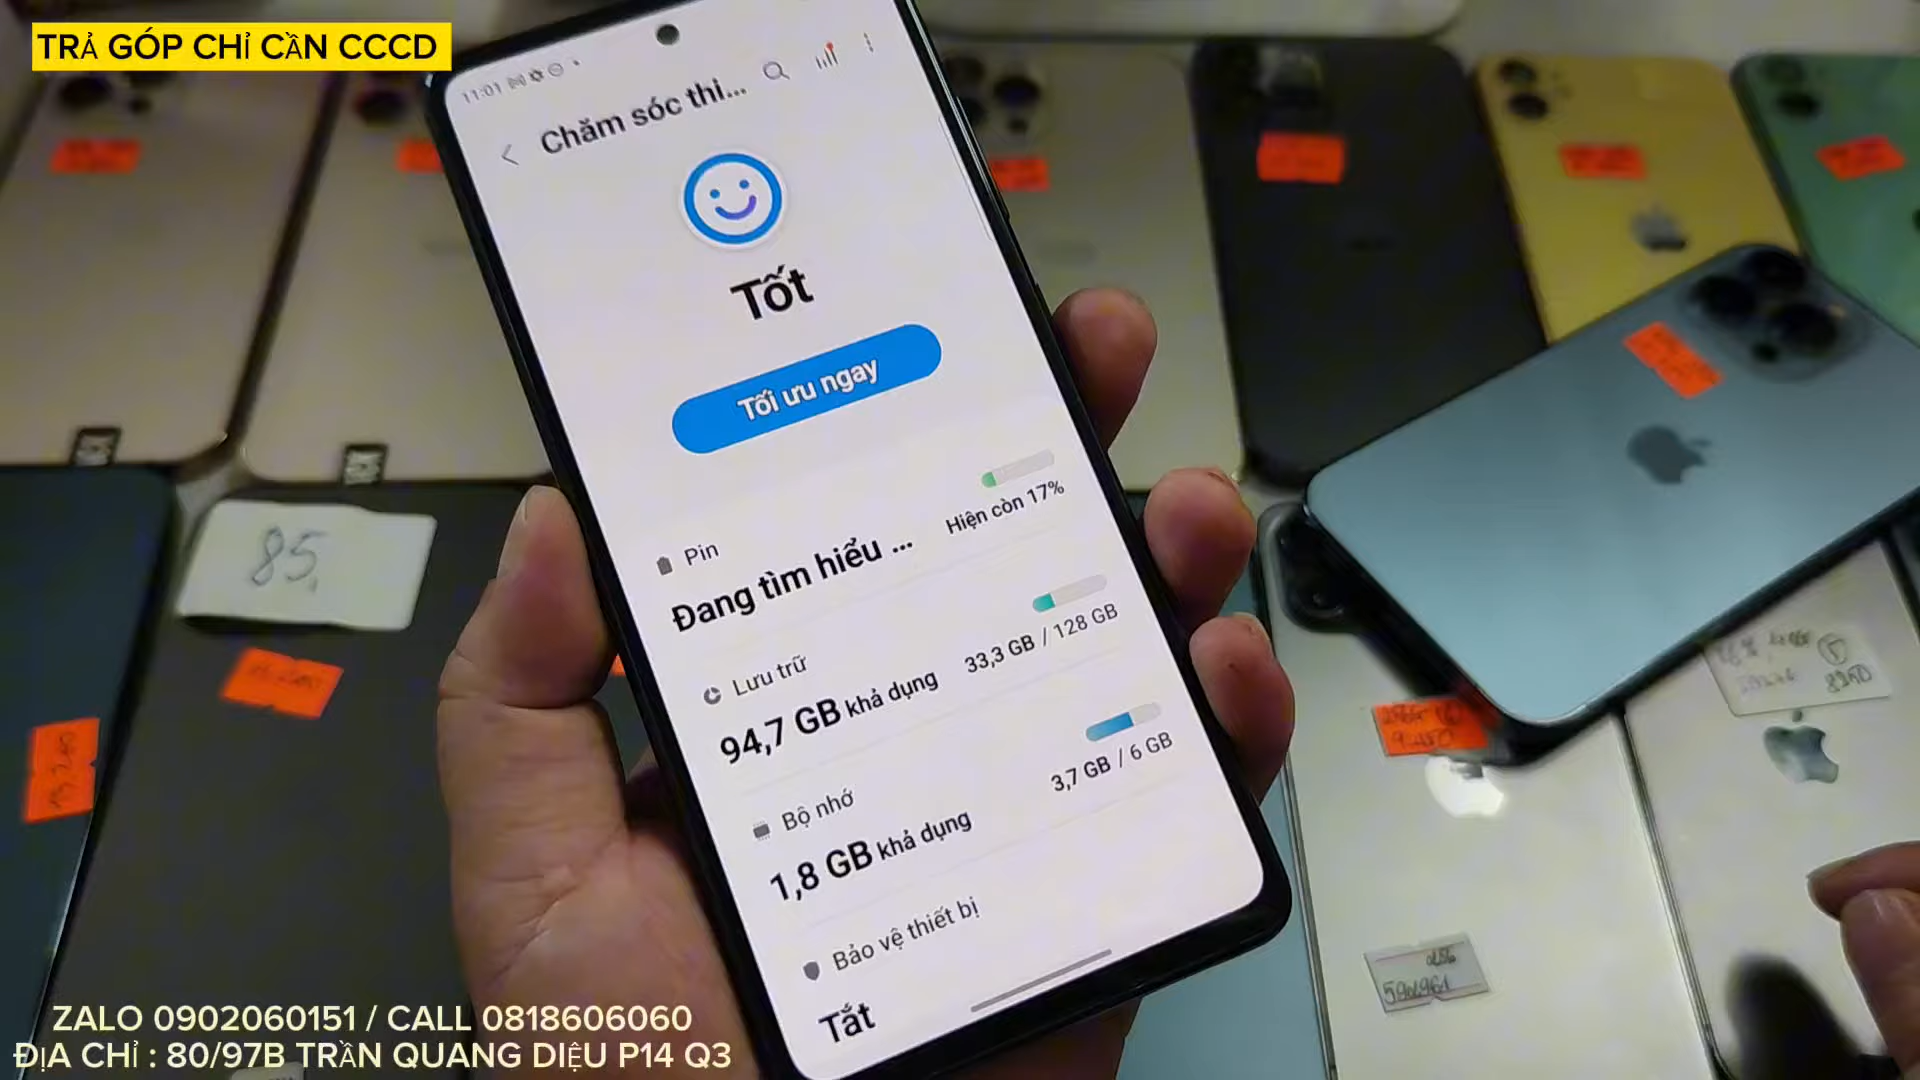 TRẢ GÓP CHỈ CẦN CCCD
11:01
Chăm sóc thi...
Tốt
Tối ưu ngay
Pin
Đang tìm hiểu ...
Hiện còn 17%
Lưu trữ
94,7 GB khả dụng
33,3 GB / 128 GB
Bộ nhớ
1,8 GB khả dụng
3,7 GB / 6 GB
Bảo vệ thiết bị
Tắt
85
ZALO 0902060151 / CALL 0818606060
ĐỊA CHỈ : 80/97B TRẦN QUANG DIỆU P14 Q3